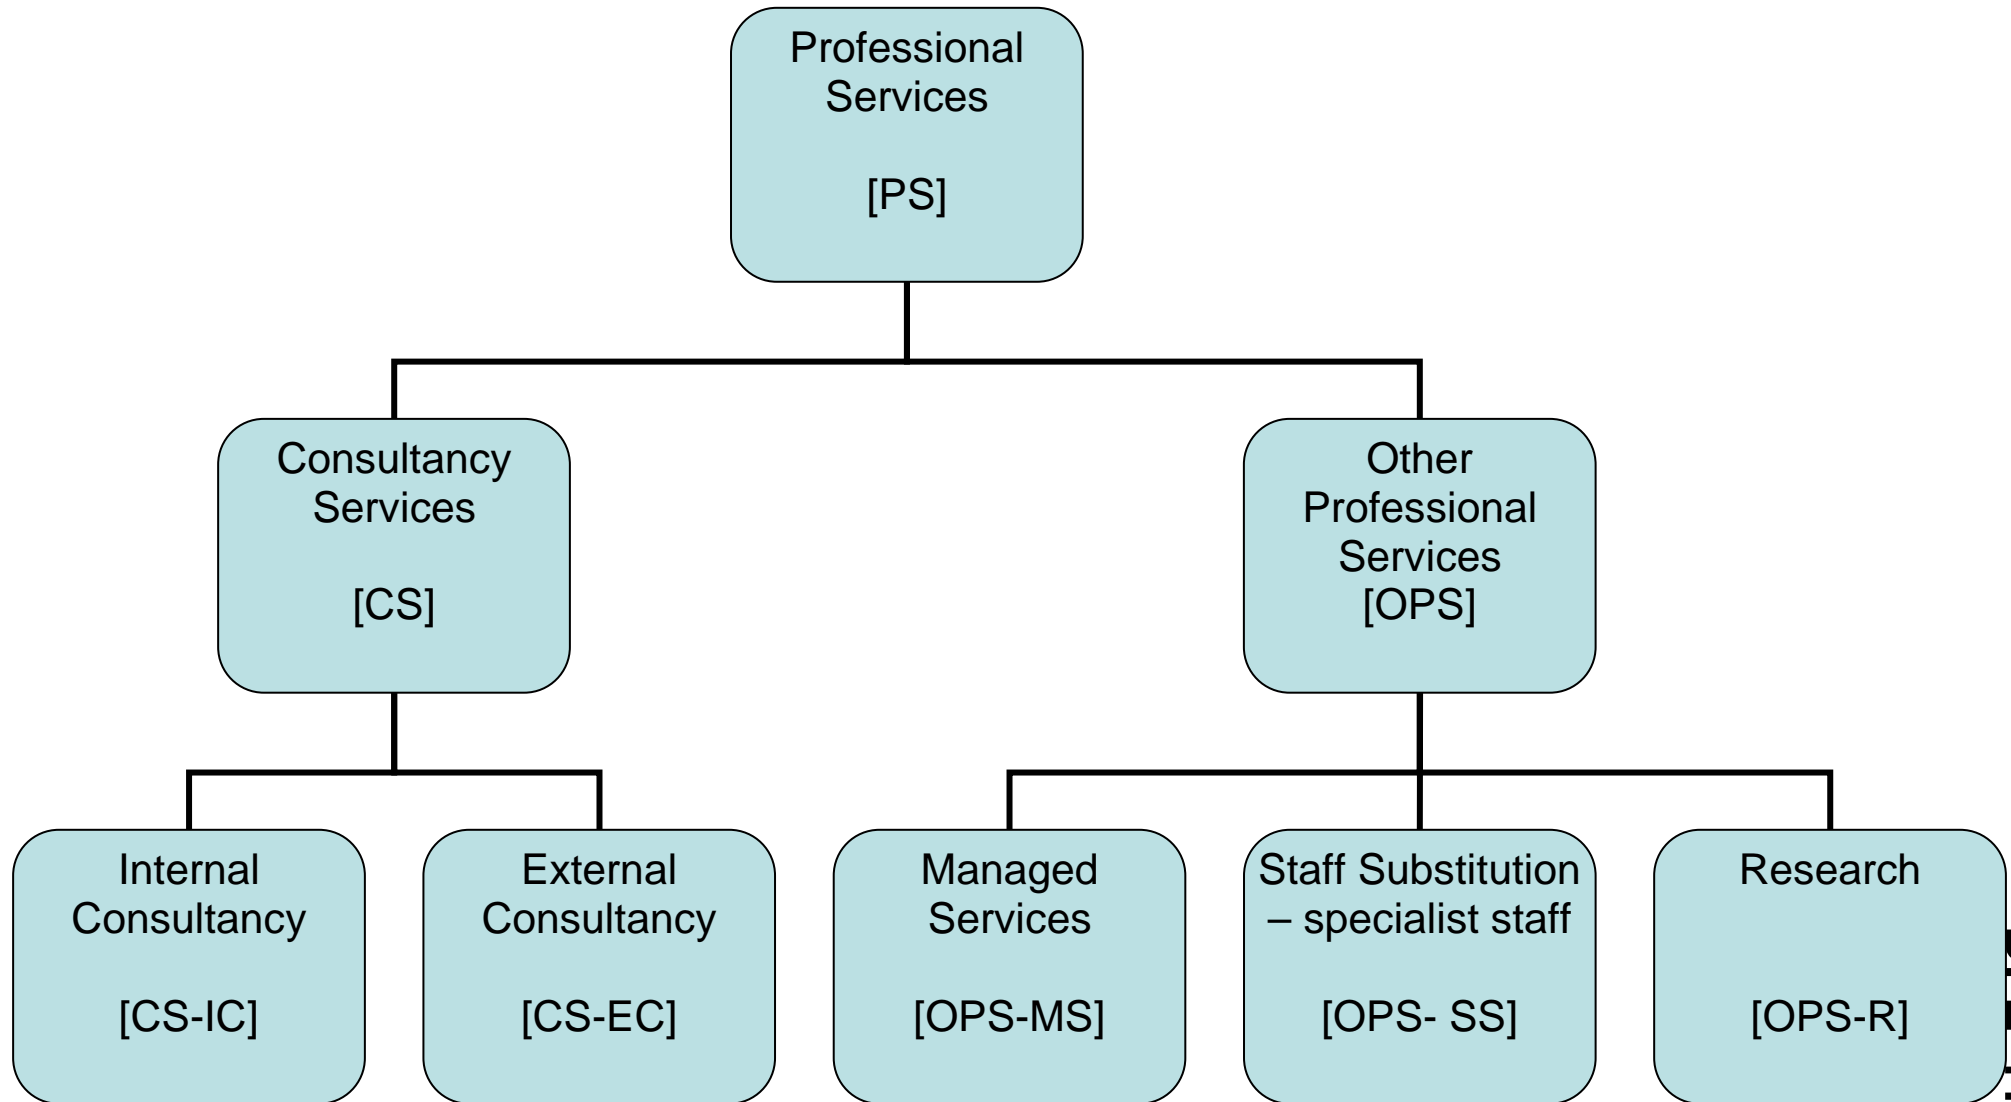 Professional
Services
[PS]
Consultancy
Services
[CS]
Other
Professional
Services
[OPS]
Internal
Consultancy
[CS-IC]
External
Consultancy
[CS-EC]
Managed
Services
[OPS-MS]
Staff Substitution
– specialist staff
[OPS- SS]
Research
[OPS-R]